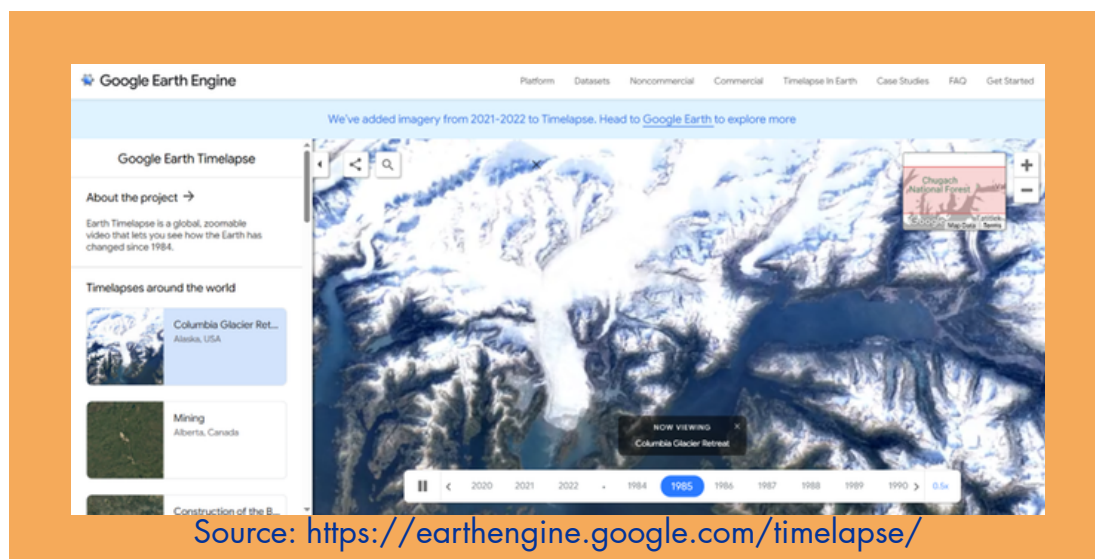 Google Earth Engine
Platform Datasets Noncommercial Commercial Timelapse In Earth Case Studies FAQ Get Started
We've added imagery from 2021-2022 to Timelapse. Head to Google Earth to explore more
Google Earth Timelapse
About the project →
Earth Timelapse is a global, zoomable
video that lets you see how the Earth has
changed since 1984.
Timelapses around the world
Columbia Glacier Ret...
Alaska, USA
Mining
Alberta, Canada
Construction of the B...
Chugach
National Forest
Google
Map Data Terms
+
−
NOW VIEWING ×
Columbia Glacier Retreat
2020 2021 2022 • 1984 1985 1986 1987 1988 1989 1990 0.5x
Source: https://earthengine.google.com/timelapse/